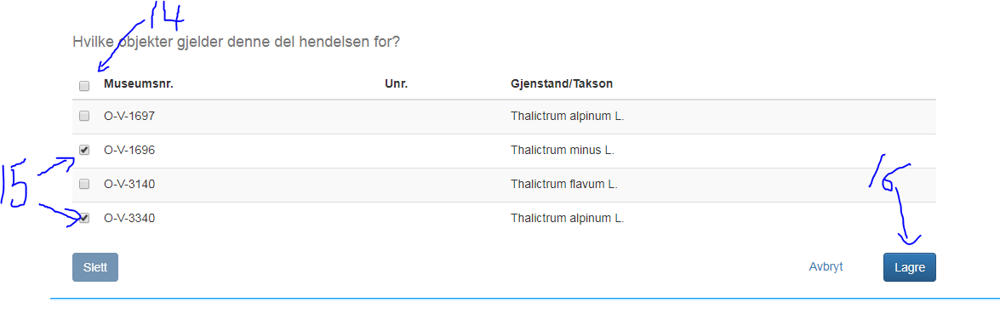 14
Hvilke objekter gjelder denne del hendelsen for?
Museumsnr. Unr. Gjenstand/Takson
O-V-1697 Thalictrum alpinum L.
O-V-1696 Thalictrum minus L.
15
16
O-V-3140 Thalictrum flavum L.
O-V-3340 Thalictrum alpinum L.
Slett Avbryt Lagre